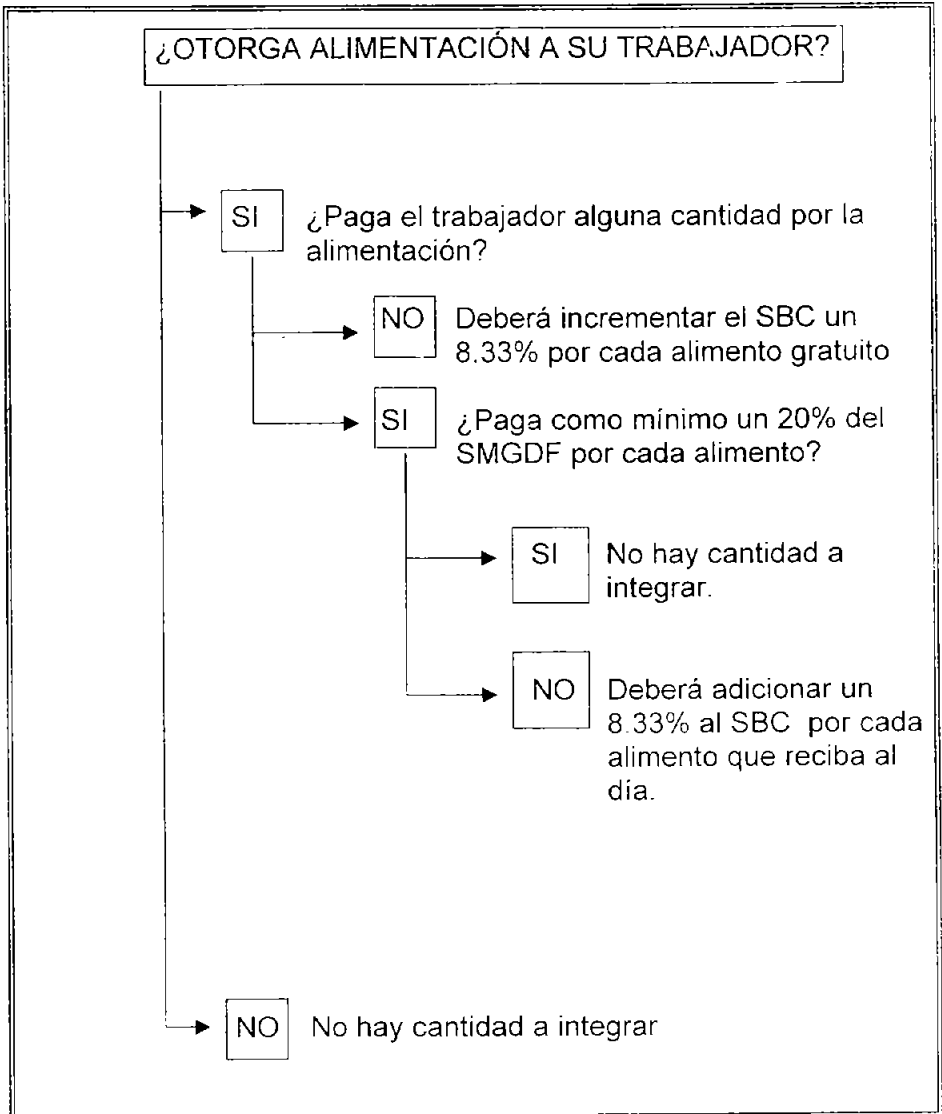 ¿OTORGA ALIMENTACIÓN A SU TRABAJADOR?
SI ¿Paga el trabajador alguna cantidad por la
alimentación?
NO Deberá incrementar el SBC un
8.33% por cada alimento gratuito
SI ¿Paga como mínimo un 20% del
SMGDF por cada alimento?
SI No hay cantidad a
integrar.
NO Deberá adicionar un
8.33% al SBC por cada
alimento que reciba al
día.
NO No hay cantidad a integrar